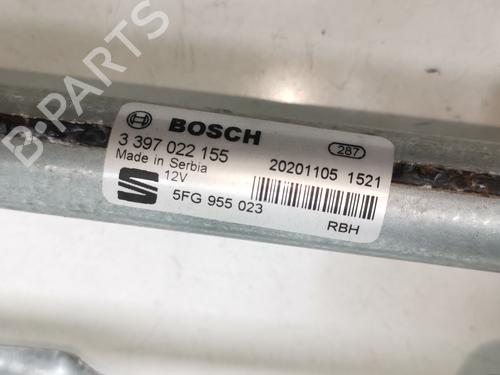 BOSCH
287
3 397 022 155
Made in Serbia
20201105 1521
12V
5FG 955 023
RBH
B-PARTS